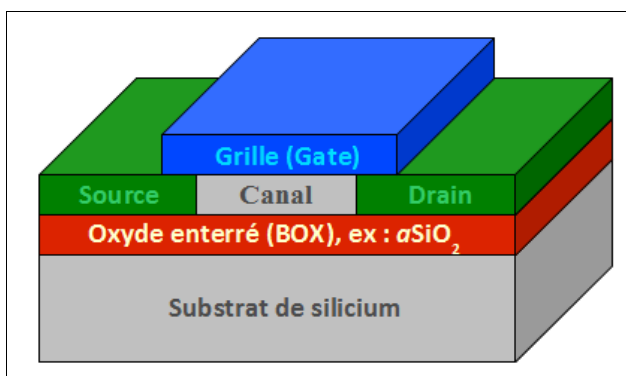 Grille (Gate)
Source Canal Drain
Oxyde enterré (BOX), ex : aSiO₂
Substrat de silicium